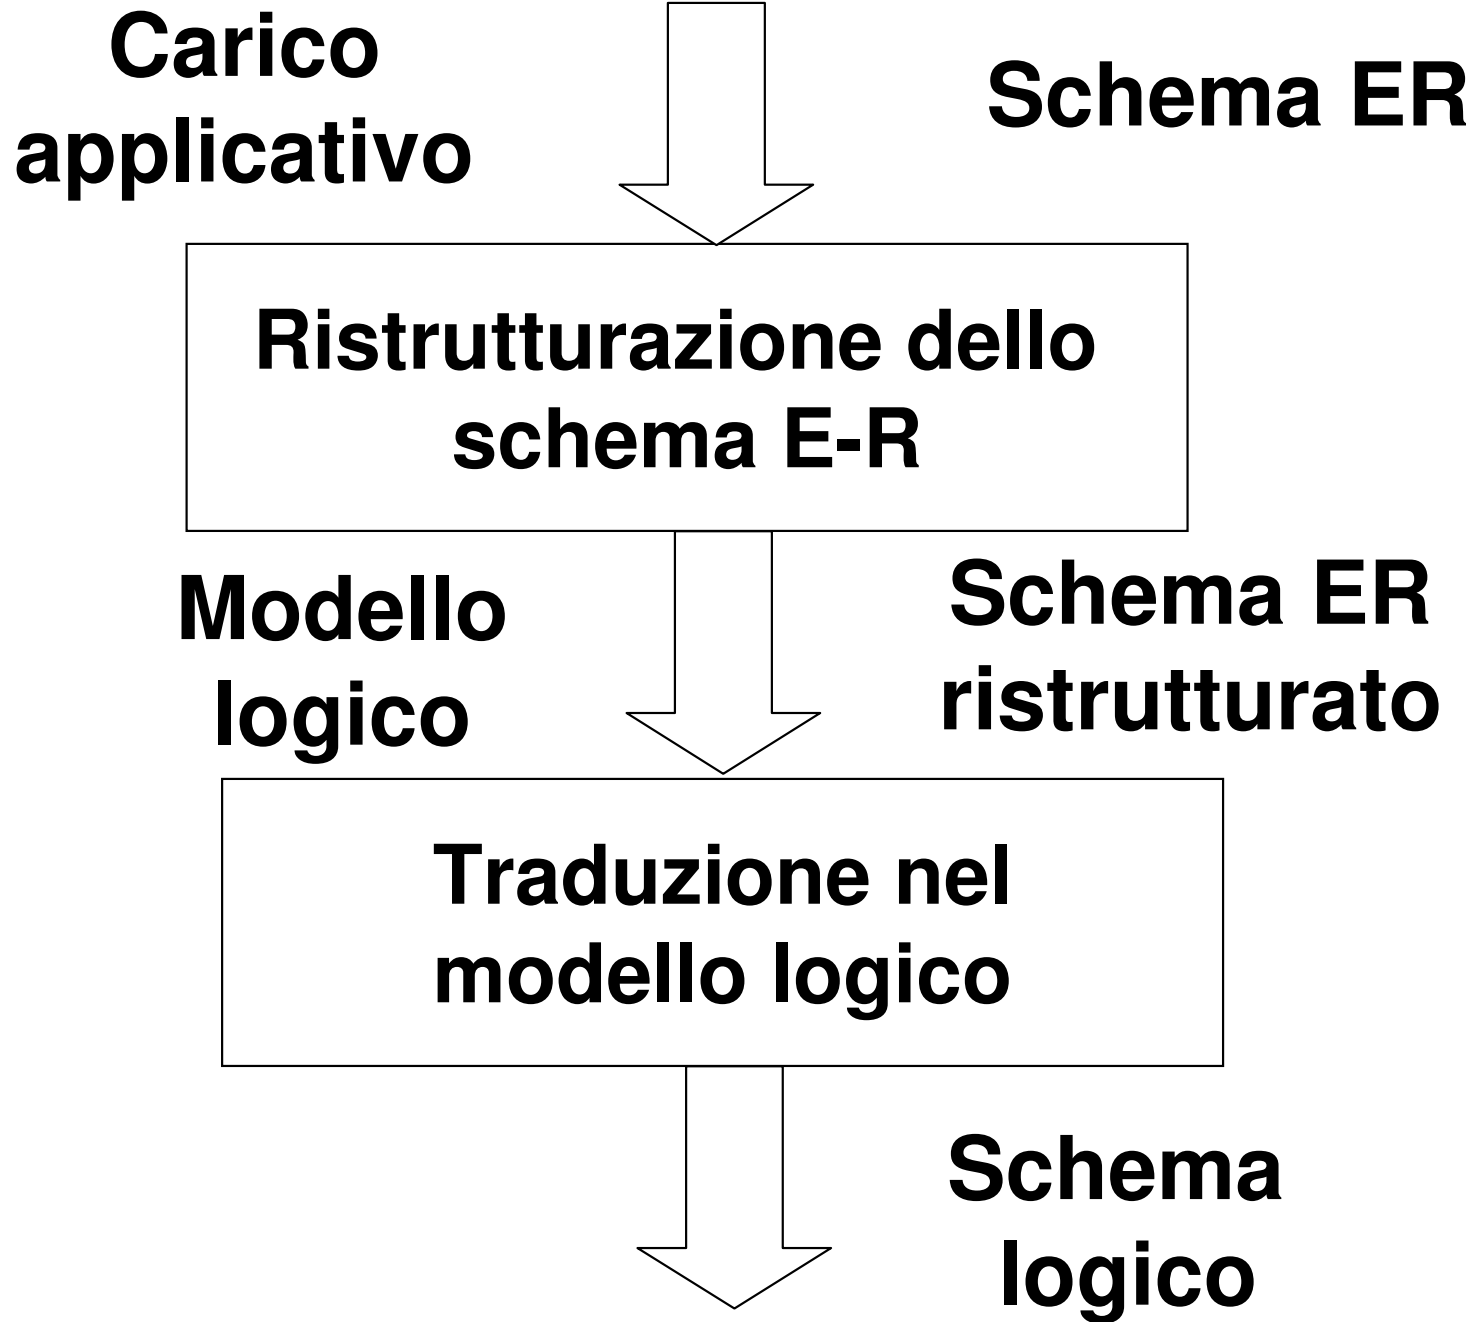 Carico
applicativo
Schema ER
Ristrutturazione dello
schema E-R
Modello
logico
Schema ER
ristrutturato
Traduzione nel
modello logico
Schema
logico